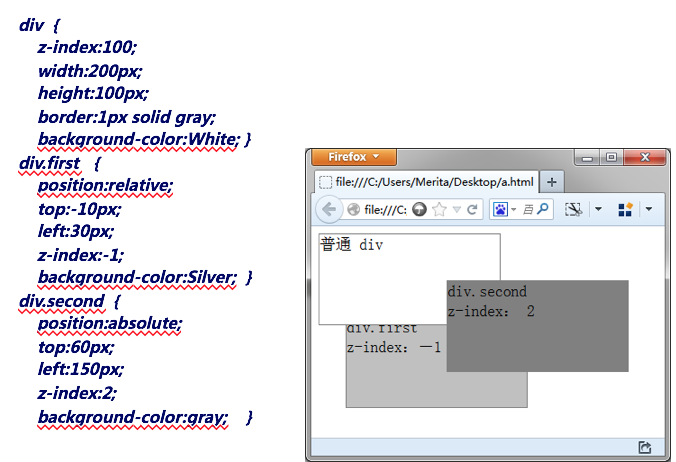 div {
z-index:100;
width:200px;
height:100px;
border:1px solid gray;
background-color:White; }
div.first {
position:relative;
top:-10px;
left:30px;
z-index:-1;
background-color:Silver; }
div.second {
position:absolute;
top:60px;
left:150px;
z-index:2;
background-color:gray; }
Firefox
file:///C:/Users/Merita/Desktop/a.html
file:///C:
百
普通 div
div.second
z-index: 2
div.first
z-index: -1